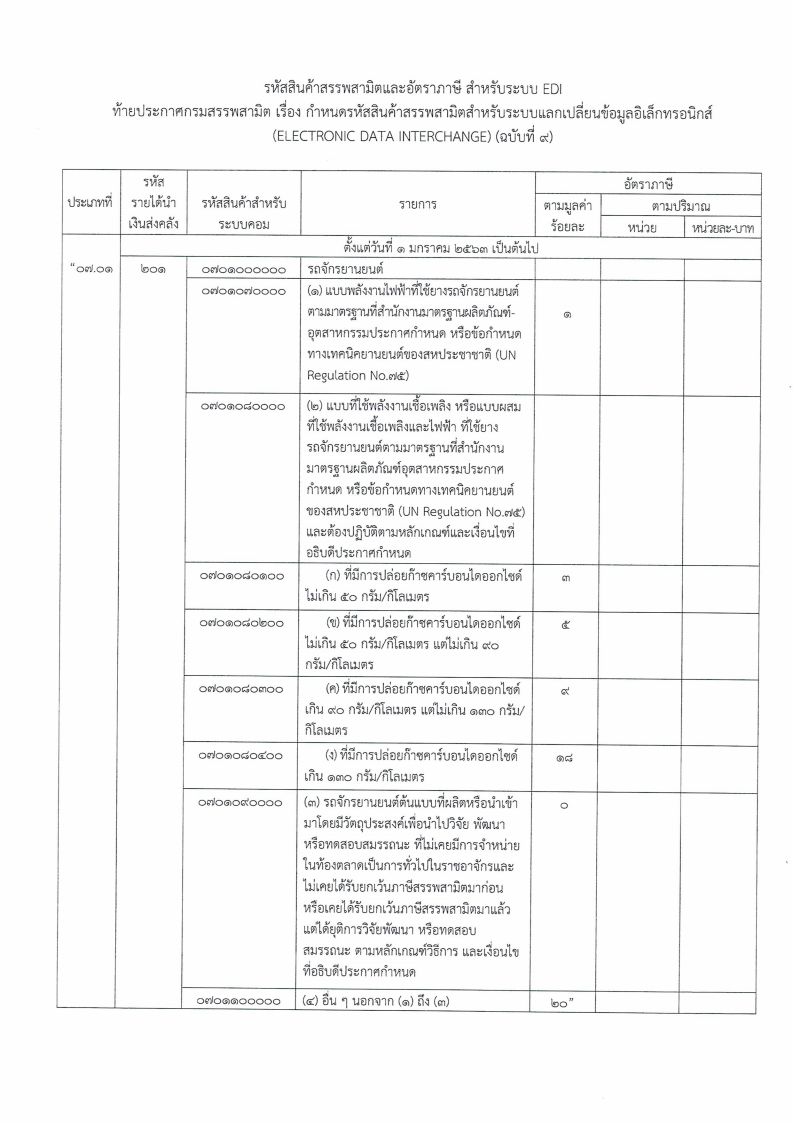 รหัสสินค้าสรรพสามิตและอัตราภาษี สำหรับระบบ EDI
ท้ายประกาศกรมสรรพสามิต เรื่อง กำหนดรหัสสินค้าสรรพสามิตสำหรับระบบแลกเปลี่ยนข้อมูลอิเล็กทรอนิกส์
(ELECTRONIC DATA INTERCHANGE) (ฉบับที่ ๙)
ประเภทที่
รหัส
รายได้นำ
เงินส่งคลัง
รหัสสินค้าสำหรับ
ระบบคอม
รายการ
อัตราภาษี
ตามมูลค่า
ร้อยละ
ตามปริมาณ
หน่วย
หน่วยละ-บาท
ตั้งแต่วันที่ ๑ มกราคม ๒๕๖๓ เป็นต้นไป
“๐๗.๐๑
๒๐๑
๐๗๐๑๐๐๐๐๐๐
รถจักรยานยนต์
๐๗๐๑๐๗๐๐๐๐
(๑) แบบพลังงานไฟฟ้าที่ใช้ยางรถจักรยานยนต์
ตามมาตรฐานที่สำนักงานมาตรฐานผลิตภัณฑ์-
อุตสาหกรรมประกาศกำหนด หรือข้อกำหนด
ทางเทคนิคยานยนต์ของสหประชาชาติ (UN
Regulation No.๗๕)
๑
๐๗๐๑๐๘๐๐๐๐
(๒) แบบที่ใช้พลังงานเชื้อเพลิง หรือแบบผสม
ที่ใช้พลังงานเชื้อเพลิงและไฟฟ้า ที่ใช้ยาง
รถจักรยานยนต์ตามมาตรฐานที่สำนักงาน
มาตรฐานผลิตภัณฑ์อุตสาหกรรมประกาศ
กำหนด หรือข้อกำหนดทางเทคนิคยานยนต์
ของสหประชาชาติ (UN Regulation No.๗๕)
และต้องปฏิบัติตามหลักเกณฑ์และเงื่อนไขที่
อธิบดีประกาศกำหนด
๐๗๐๑๐๘๐๑๐๐
(ก) ที่มีการปล่อยก๊าซคาร์บอนไดออกไซด์
ไม่เกิน ๕๐ กรัม/กิโลเมตร
๓
๐๗๐๑๐๘๐๒๐๐
(ข) ที่มีการปล่อยก๊าซคาร์บอนไดออกไซด์
ไม่เกิน ๕๐ กรัม/กิโลเมตร แต่ไม่เกิน ๙๐
กรัม/กิโลเมตร
๕
๐๗๐๑๐๘๐๓๐๐
(ค) ที่มีการปล่อยก๊าซคาร์บอนไดออกไซด์
เกิน ๙๐ กรัม/กิโลเมตร แต่ไม่เกิน ๑๓๐ กรัม/
กิโลเมตร
๙
๐๗๐๑๐๘๐๔๐๐
(ง) ที่มีการปล่อยก๊าซคาร์บอนไดออกไซด์
เกิน ๑๓๐ กรัม/กิโลเมตร
๑๘
๐๗๐๑๐๙๐๐๐๐
(๓) รถจักรยานยนต์ต้นแบบที่ผลิตหรือนำเข้า
มาโดยมีวัตถุประสงค์เพื่อนำไปวิจัย พัฒนา
หรือทดสอบสมรรถนะ ที่ไม่เคยมีการจำหน่าย
ในท้องตลาดเป็นการทั่วไปในราชอาจักรและ
ไม่เคยได้รับยกเว้นภาษีสรรพสามิตมาก่อน
หรือเคยได้รับยกเว้นภาษีสรรพสามิตมาแล้ว
แต่ได้ยุติการวิจัยพัฒนา หรือทดสอบ
สมรรถนะ ตามหลักเกณฑ์วิธีการ และเงื่อนไข
ที่อธิบดีประกาศกำหนด
๐
๐๗๐๑๑๐๐๐๐๐
(๔) อื่น ๆ นอกจาก (๑) ถึง (๓)
๒๐”